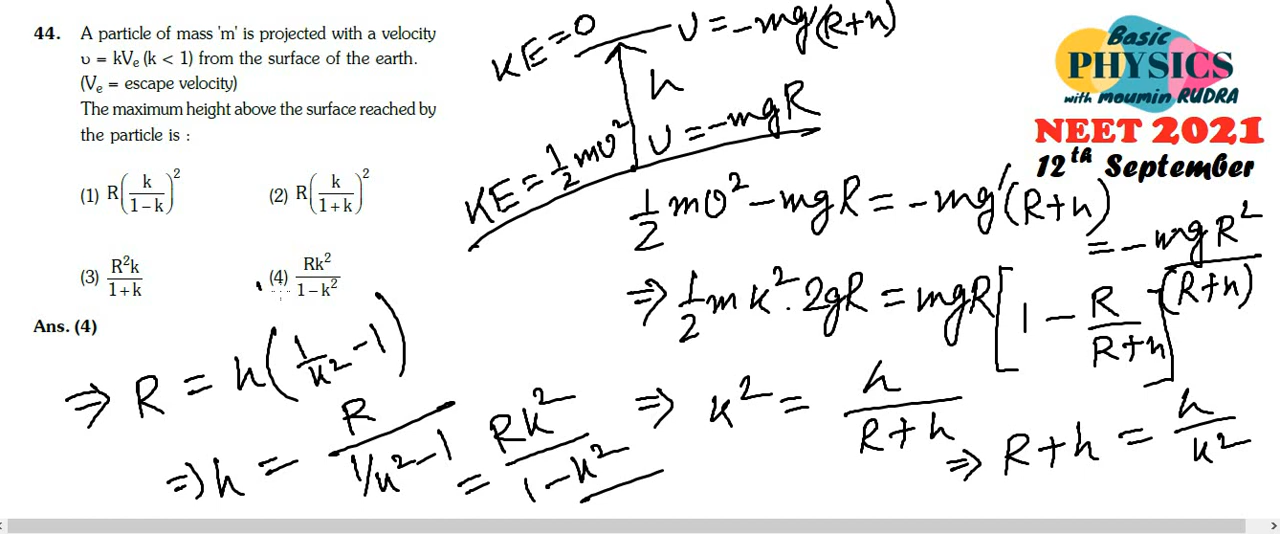 44. A particle of mass 'm' is projected with a velocity
υ = kVₑ (k < 1) from the surface of the earth.
(Vₑ = escape velocity)
The maximum height above the surface reached by
the particle is :
(1) R(k/(1−k))² (2) R(k/(1+k))²
(3) R²k/(1+k) (4) Rk²/(1−k²)
Ans. (4)
KE=0 U=-mg'(R+h)
h
KE=½mυ² U=-mgR
½mυ²-mgR=-mg'(R+h)
=-mgR²/(R+h)
⇒ ½mk².2gR=mgR[1-R/(R+h)]
⇒ k²=h/(R+h)
⇒ R+h=h/k²
⇒ R=h(1/k²-1)
⇒ h=R/(1/k²-1)=Rk²/(1-k²)
Basic
PHYSICS
with moumin RUDRA
NEET 2021
12th September